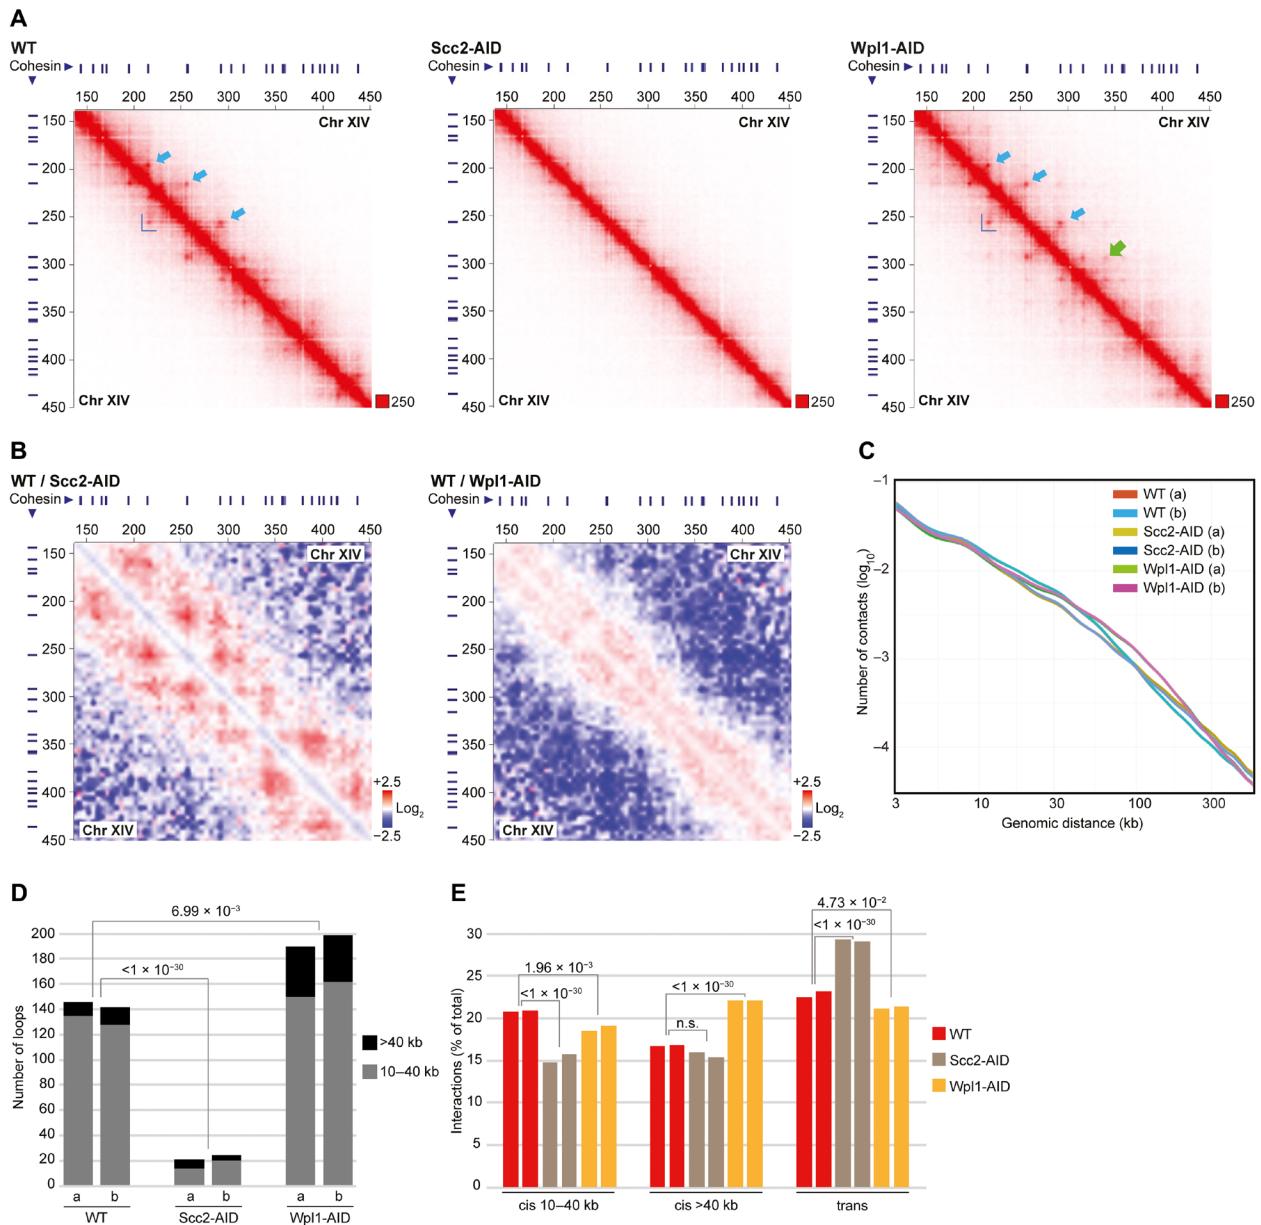 A
WT
Scc2-AID
Wpl1-AID
Cohesin
Cohesin
Cohesin
150 200 250 300 350 400 450
150 200 250 300 350 400 450
150 200 250 300 350 400 450
Chr XIV
Chr XIV
Chr XIV
150
200
250
300
350
400
450
150
200
250
300
350
400
450
150
200
250
300
350
400
450
Chr XIV
250
Chr XIV
250
Chr XIV
250
B
WT / Scc2-AID
WT / Wpl1-AID
Cohesin
Cohesin
150 200 250 300 350 400 450
150 200 250 300 350 400 450
Chr XIV
Chr XIV
150
200
250
300
350
400
450
150
200
250
300
350
400
450
+2.5
Log2
−2.5
+2.5
Log2
−2.5
Chr XIV
Chr XIV
C
Number of contacts (log10)
−1
−2
−3
−4
WT (a)
WT (b)
Scc2-AID (a)
Scc2-AID (b)
Wpl1-AID (a)
Wpl1-AID (b)
3 10 30 100 300
Genomic distance (kb)
D
6.99 × 10−3
<1 × 10−30
Number of loops
200
180
160
140
120
100
80
60
40
20
0
>40 kb
10–40 kb
a b a b a b
WT Scc2-AID Wpl1-AID
E
4.73 × 10−2
<1 × 10−30
1.96 × 10−3
<1 × 10−30
<1 × 10−30
n.s.
Interactions (% of total)
30
25
20
15
10
5
0
WT
Scc2-AID
Wpl1-AID
cis 10–40 kb cis >40 kb trans